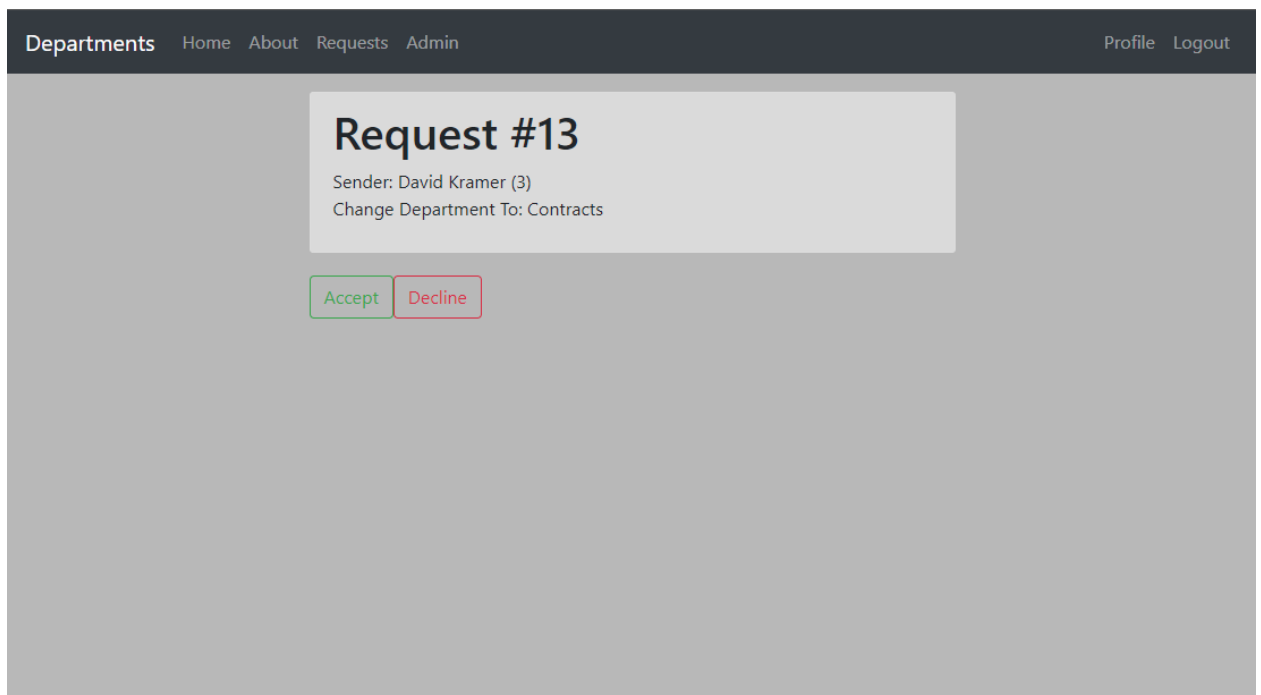 Departments Home About Requests Admin Profile Logout
Request #13
Sender: David Kramer (3)
Change Department To: Contracts
Accept Decline